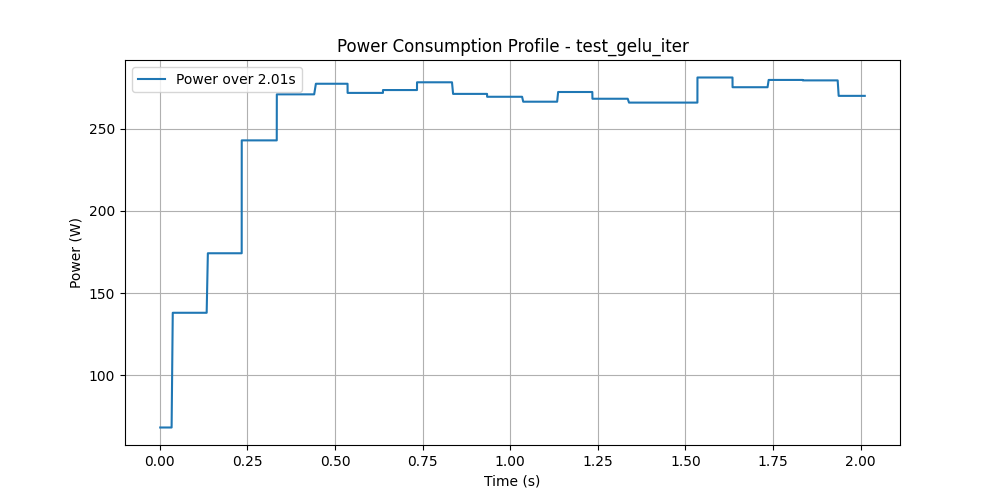 Power Consumption Profile - test_gelu_iter
Power over 2.01s
250
200
150
100
Power (W)
0.00 0.25 0.50 0.75 1.00 1.25 1.50 1.75 2.00
Time (s)